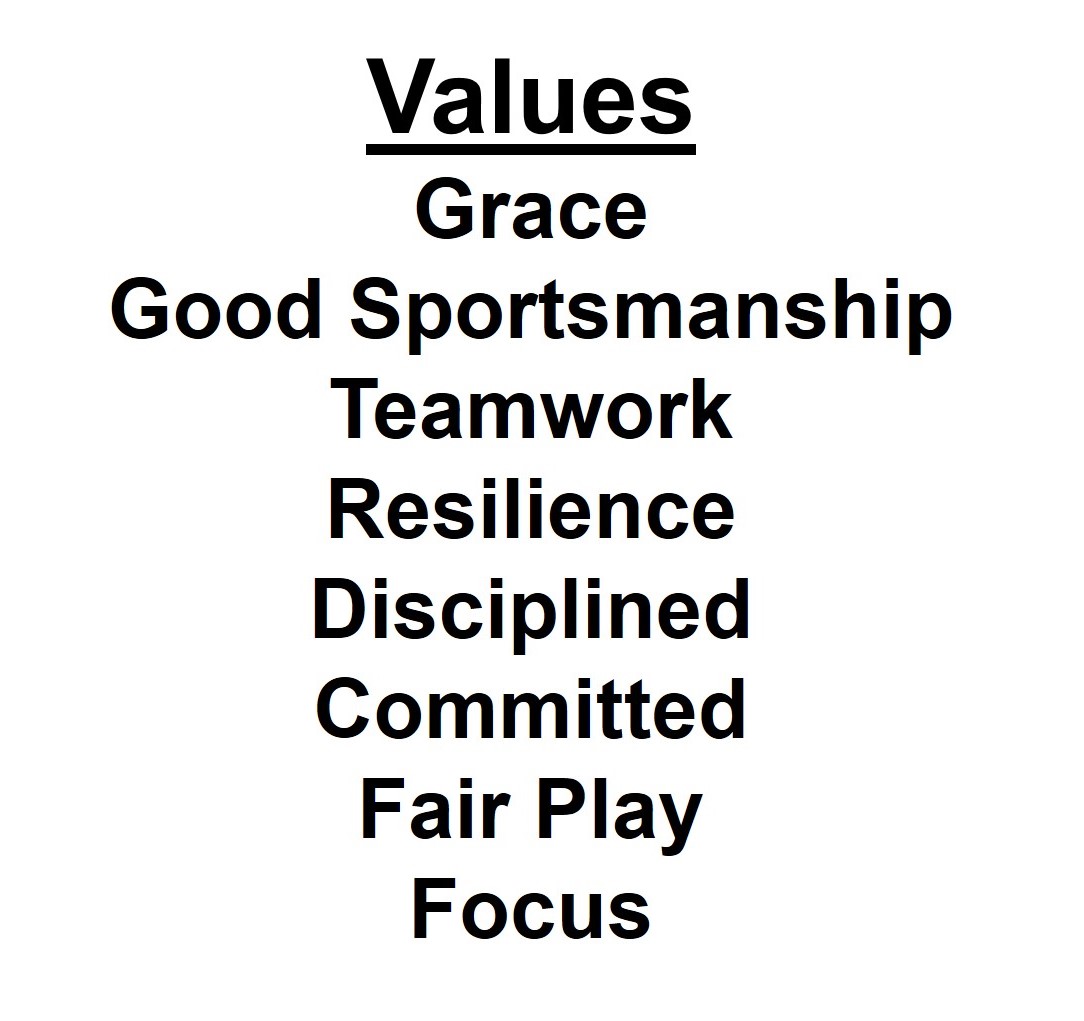 Values
Grace
Good Sportsmanship
Teamwork
Resilience
Disciplined
Committed
Fair Play
Focus